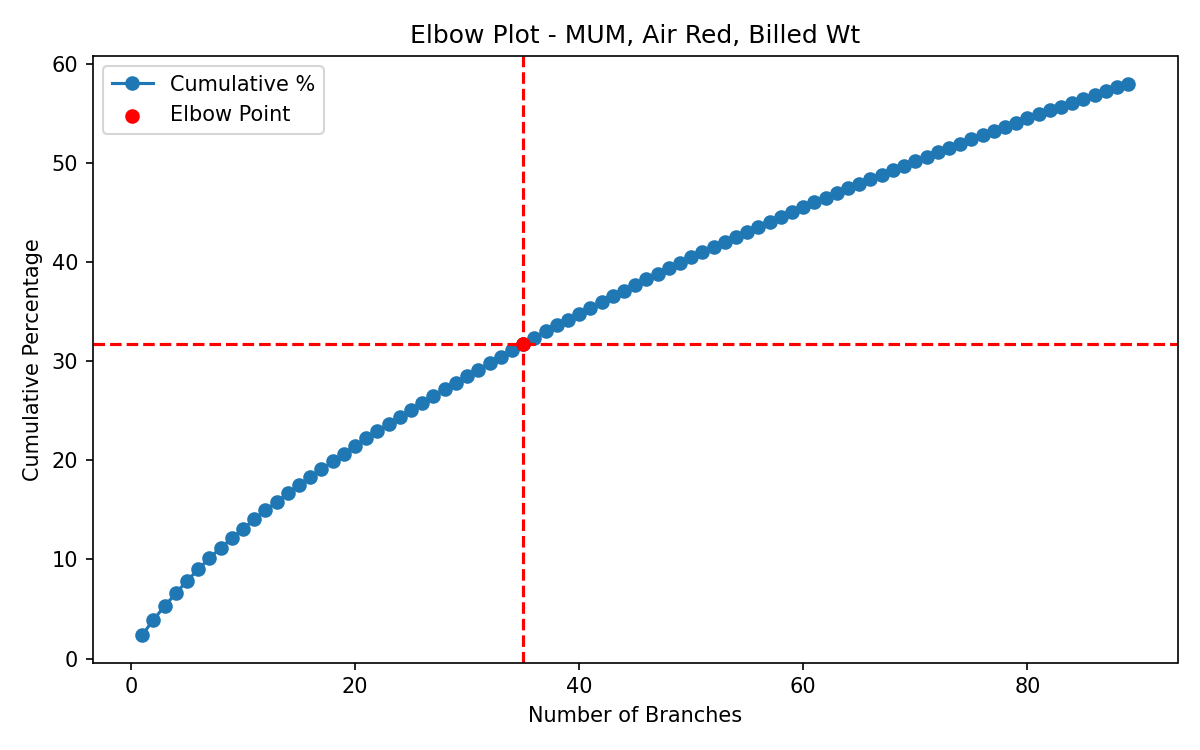 Elbow Plot - MUM, Air Red, Billed Wt
Cumulative %
Elbow Point
Cumulative Percentage
60
50
40
30
20
10
0
0 20 40 60 80
Number of Branches